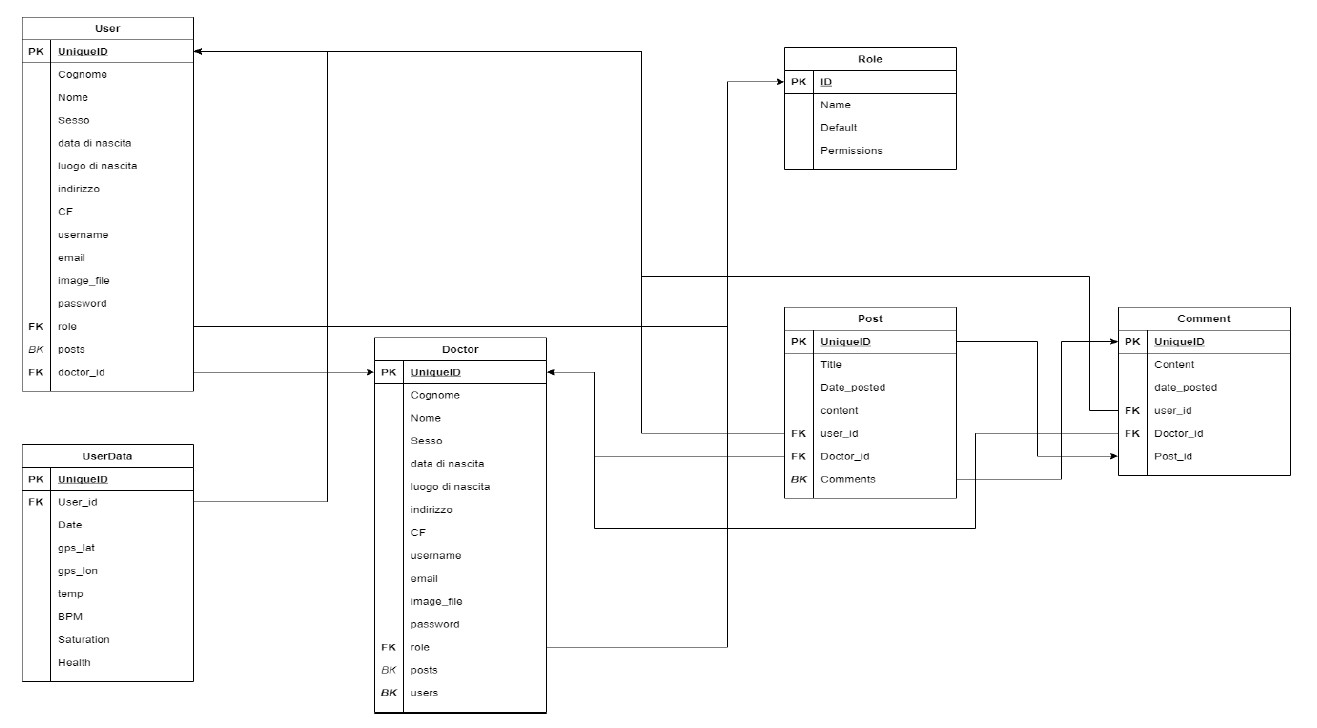 User
PK UniqueID
Cognome
Nome
Sesso
data di nascita
luogo di nascita
indirizzo
CF
username
email
image_file
password
FK role
BK posts
FK doctor_id
UserData
PK UniqueID
FK User_id
Date
gps_lat
gps_lon
temp
BPM
Saturation
Health
Doctor
PK UniqueID
Cognome
Nome
Sesso
data di nascita
luogo di nascita
indirizzo
CF
username
email
image_file
password
FK role
BK posts
BK users
Role
PK ID
Name
Default
Permissions
Post
PK UniqueID
Title
Date_posted
content
FK user_id
FK Doctor_id
BK Comments
Comment
PK UniqueID
Content
date_posted
FK user_id
FK Doctor_id
Post_id